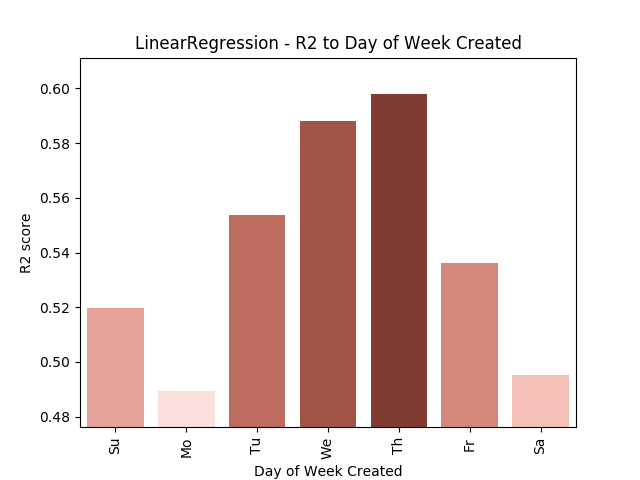 LinearRegression - R2 to Day of Week Created
0.60
0.58
0.56
0.54
0.52
0.50
0.48
R2 score
Su
Mo
Tu
We
Th
Fr
Sa
Day of Week Created